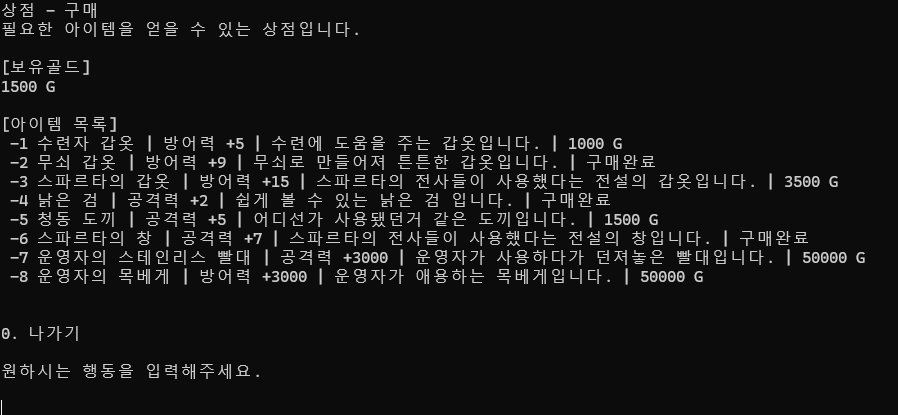 상점 - 구매
필요한 아이템을 얻을 수 있는 상점입니다.
[보유골드]
1500 G
[아이템 목록]
-1 수련자 갑옷 | 방어력 +5 | 수련에 도움을 주는 갑옷입니다. | 1000 G
-2 무쇠 갑옷 | 방어력 +9 | 무쇠로 만들어져 튼튼한 갑옷입니다. | 구매완료
-3 스파르타의 갑옷 | 방어력 +15 | 스파르타의 전사들이 사용했다는 전설의 갑옷입니다. | 3500 G
-4 낡은 검 | 공격력 +2 | 쉽게 볼 수 있는 낡은 검 입니다. | 구매완료
-5 청동 도끼 | 공격력 +5 | 어디선가 사용됐던거 같은 도끼입니다. | 1500 G
-6 스파르타의 창 | 공격력 +7 | 스파르타의 전사들이 사용했다는 전설의 창입니다. | 구매완료
-7 운영자의 스테인리스 빨대 | 공격력 +3000 | 운영자가 사용하다가 던져놓은 빨대입니다. | 50000 G
-8 운영자의 목베게 | 방어력 +3000 | 운영자가 애용하는 목베게입니다. | 50000 G
0. 나가기
원하시는 행동을 입력해주세요.